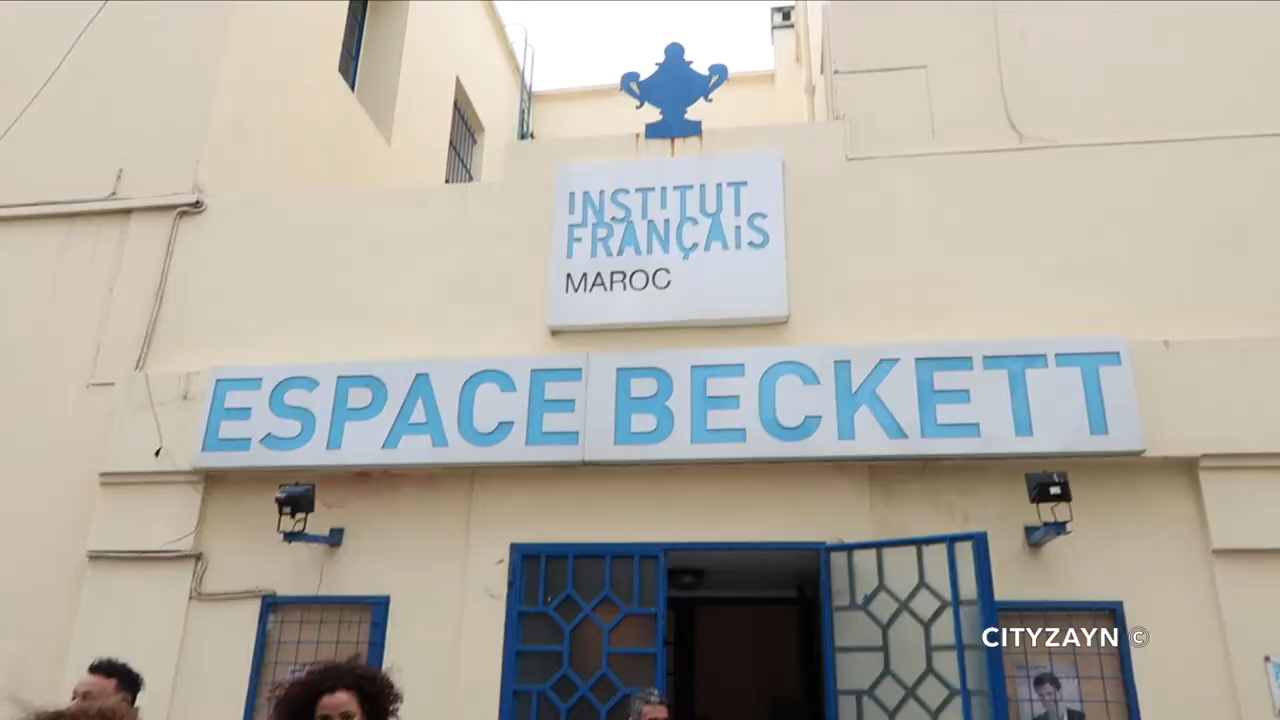 INSTITUT
FRANÇAIS
MAROC
ESPACE BECKETT
CITYZAYN ©